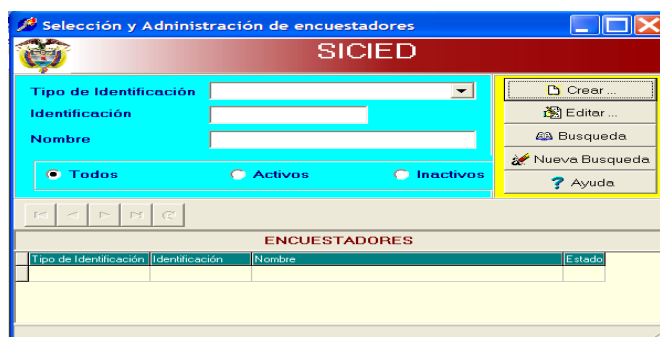 Selección y Administración de encuestadores
SICIED
Tipo de Identificación
Identificación
Nombre
Todos Activos Inactivos
Crear ...
Editar ...
Busqueda
Nueva Busqueda
Ayuda
ENCUESTADORES
Tipo de Identificación Identificación Nombre Estado